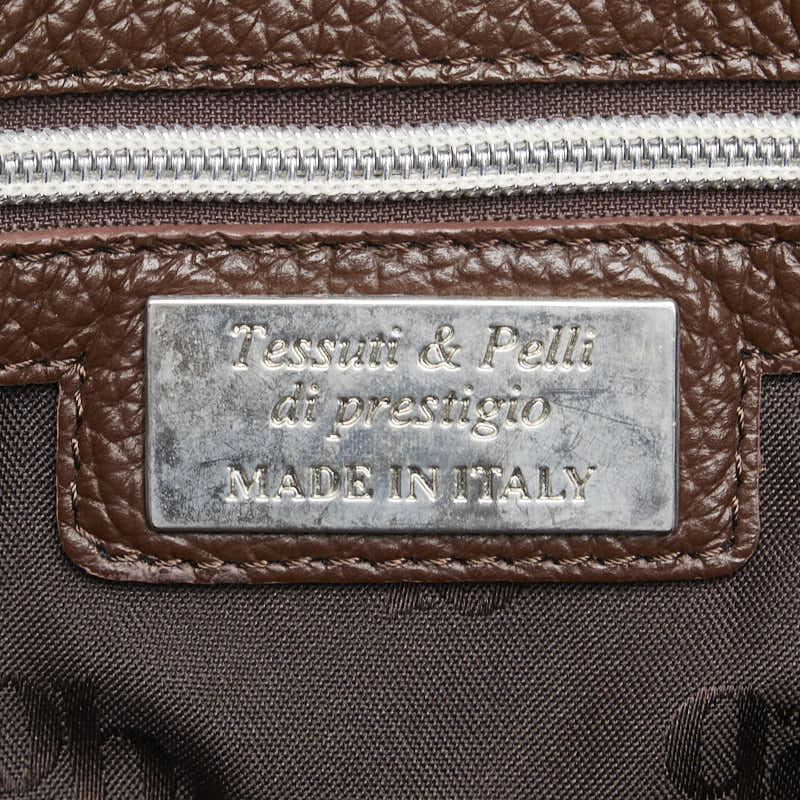 Tessuti & Pelli
di prestigio
MADE IN ITALY